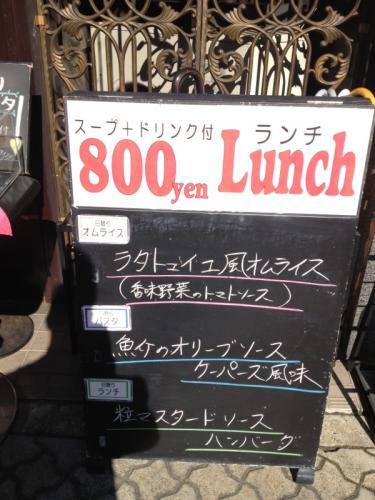 スープ+ドリンク付
ランチ
800yen Lunch
日替り
オムライス
ラタトゥイユ風オムライス
(香味野菜のトマトソース)
日替り
パスタ
魚介のオリーブソース
ケーパーズ風味
日替り
ランチ
粒マスタードソース
ハンバーグ